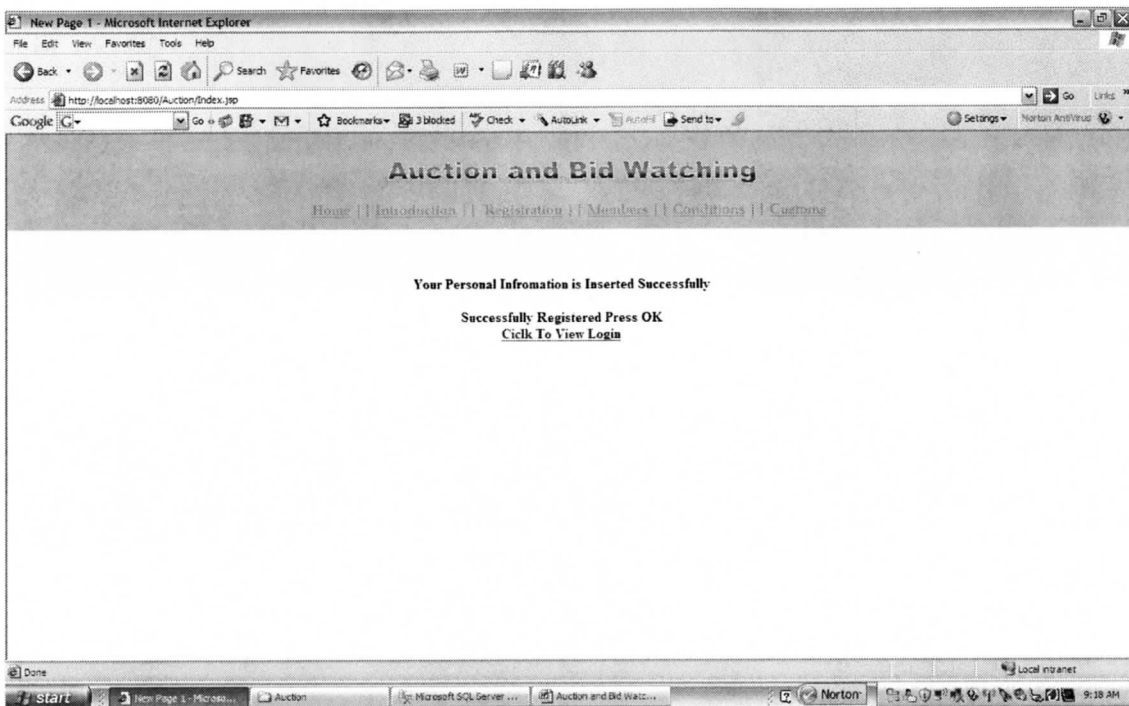 New Page 1 - Microsoft Internet Explorer
File Edit View Favorites Tools Help
Back Search Favorites
Address http://localhost:8080/Auction/Index.jsp Go Links »
Google G Go Bookmarks 3 blocked Check AutoLink AutoFill Send to Settings Norton AntiVirus
Auction and Bid Watching
Home | | Introduction | | Registration | | Members | | Conditions | | Customs
Your Personal Infromation is Inserted Successfully
Successfully Registered Press OK
Ciclk To View Login
Done Local intranet
start New Page 1 - Microso... Auction Microsoft SQL Server ... Auction and Bid Watc... Norton 9:18 AM